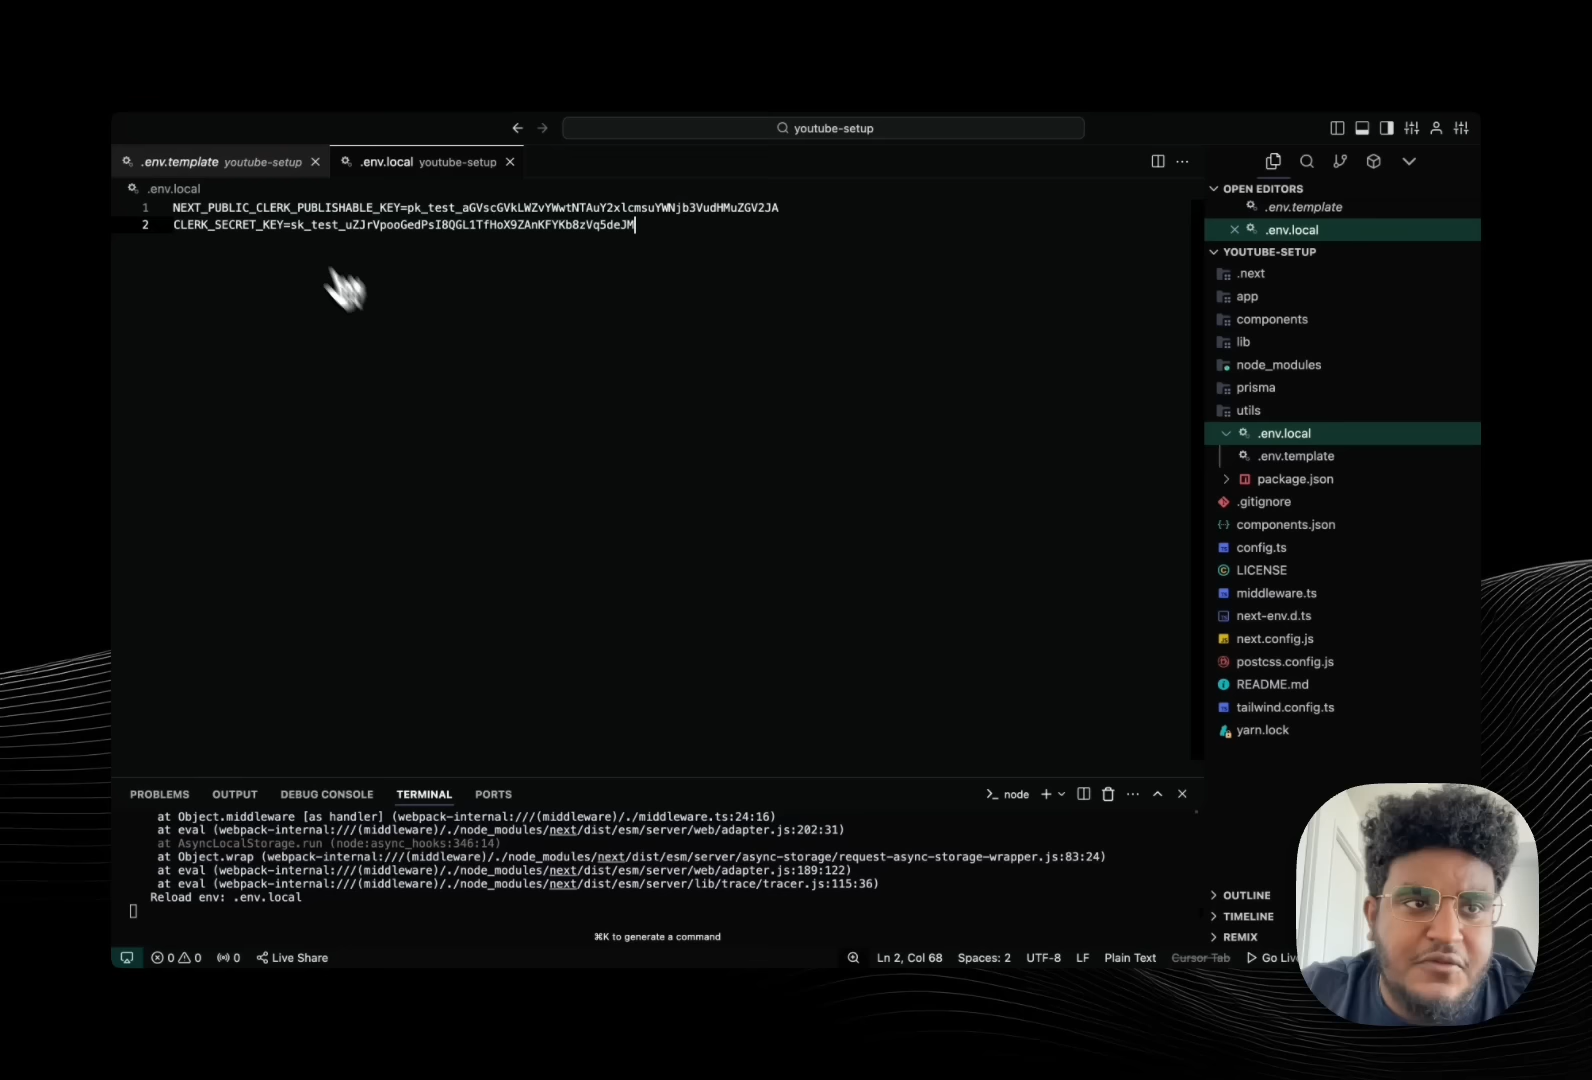 youtube-setup
.env.template youtube-setup
.env.local youtube-setup
.env.local
1 NEXT_PUBLIC_CLERK_PUBLISHABLE_KEY=pk_test_aGVscGVkLWZvYWwtNTAuY2xlcmsuYWNjb3VudHMuZGV2JA
2 CLERK_SECRET_KEY=sk_test_uZJrVpooGedPsI8QGL1TfHoX9ZAnKFYKb8zVq5deJM
OPEN EDITORS
.env.template
.env.local
YOUTUBE-SETUP
.next
app
components
lib
node_modules
prisma
utils
.env.local
.env.template
package.json
.gitignore
components.json
config.ts
LICENSE
middleware.ts
next-env.d.ts
next.config.js
postcss.config.js
README.md
tailwind.config.ts
yarn.lock
OUTLINE
TIMELINE
REMIX
PROBLEMS OUTPUT DEBUG CONSOLE TERMINAL PORTS
node
at Object.middleware [as handler] (webpack-internal:///(middleware)/./middleware.ts:24:16)
at eval (webpack-internal:///(middleware)/./node_modules/next/dist/esm/server/web/adapter.js:202:31)
at AsyncLocalStorage.run (node:async_hooks:346:14)
at Object.wrap (webpack-internal:///(middleware)/./node_modules/next/dist/esm/server/async-storage/request-async-storage-wrapper.js:83:24)
at eval (webpack-internal:///(middleware)/./node_modules/next/dist/esm/server/web/adapter.js:189:122)
at eval (webpack-internal:///(middleware)/./node_modules/next/dist/esm/server/lib/trace/tracer.js:115:36)
Reload env: .env.local
⌘K to generate a command
0 0 0 Live Share Ln 2, Col 68 Spaces: 2 UTF-8 LF Plain Text Cursor Tab Go Liv